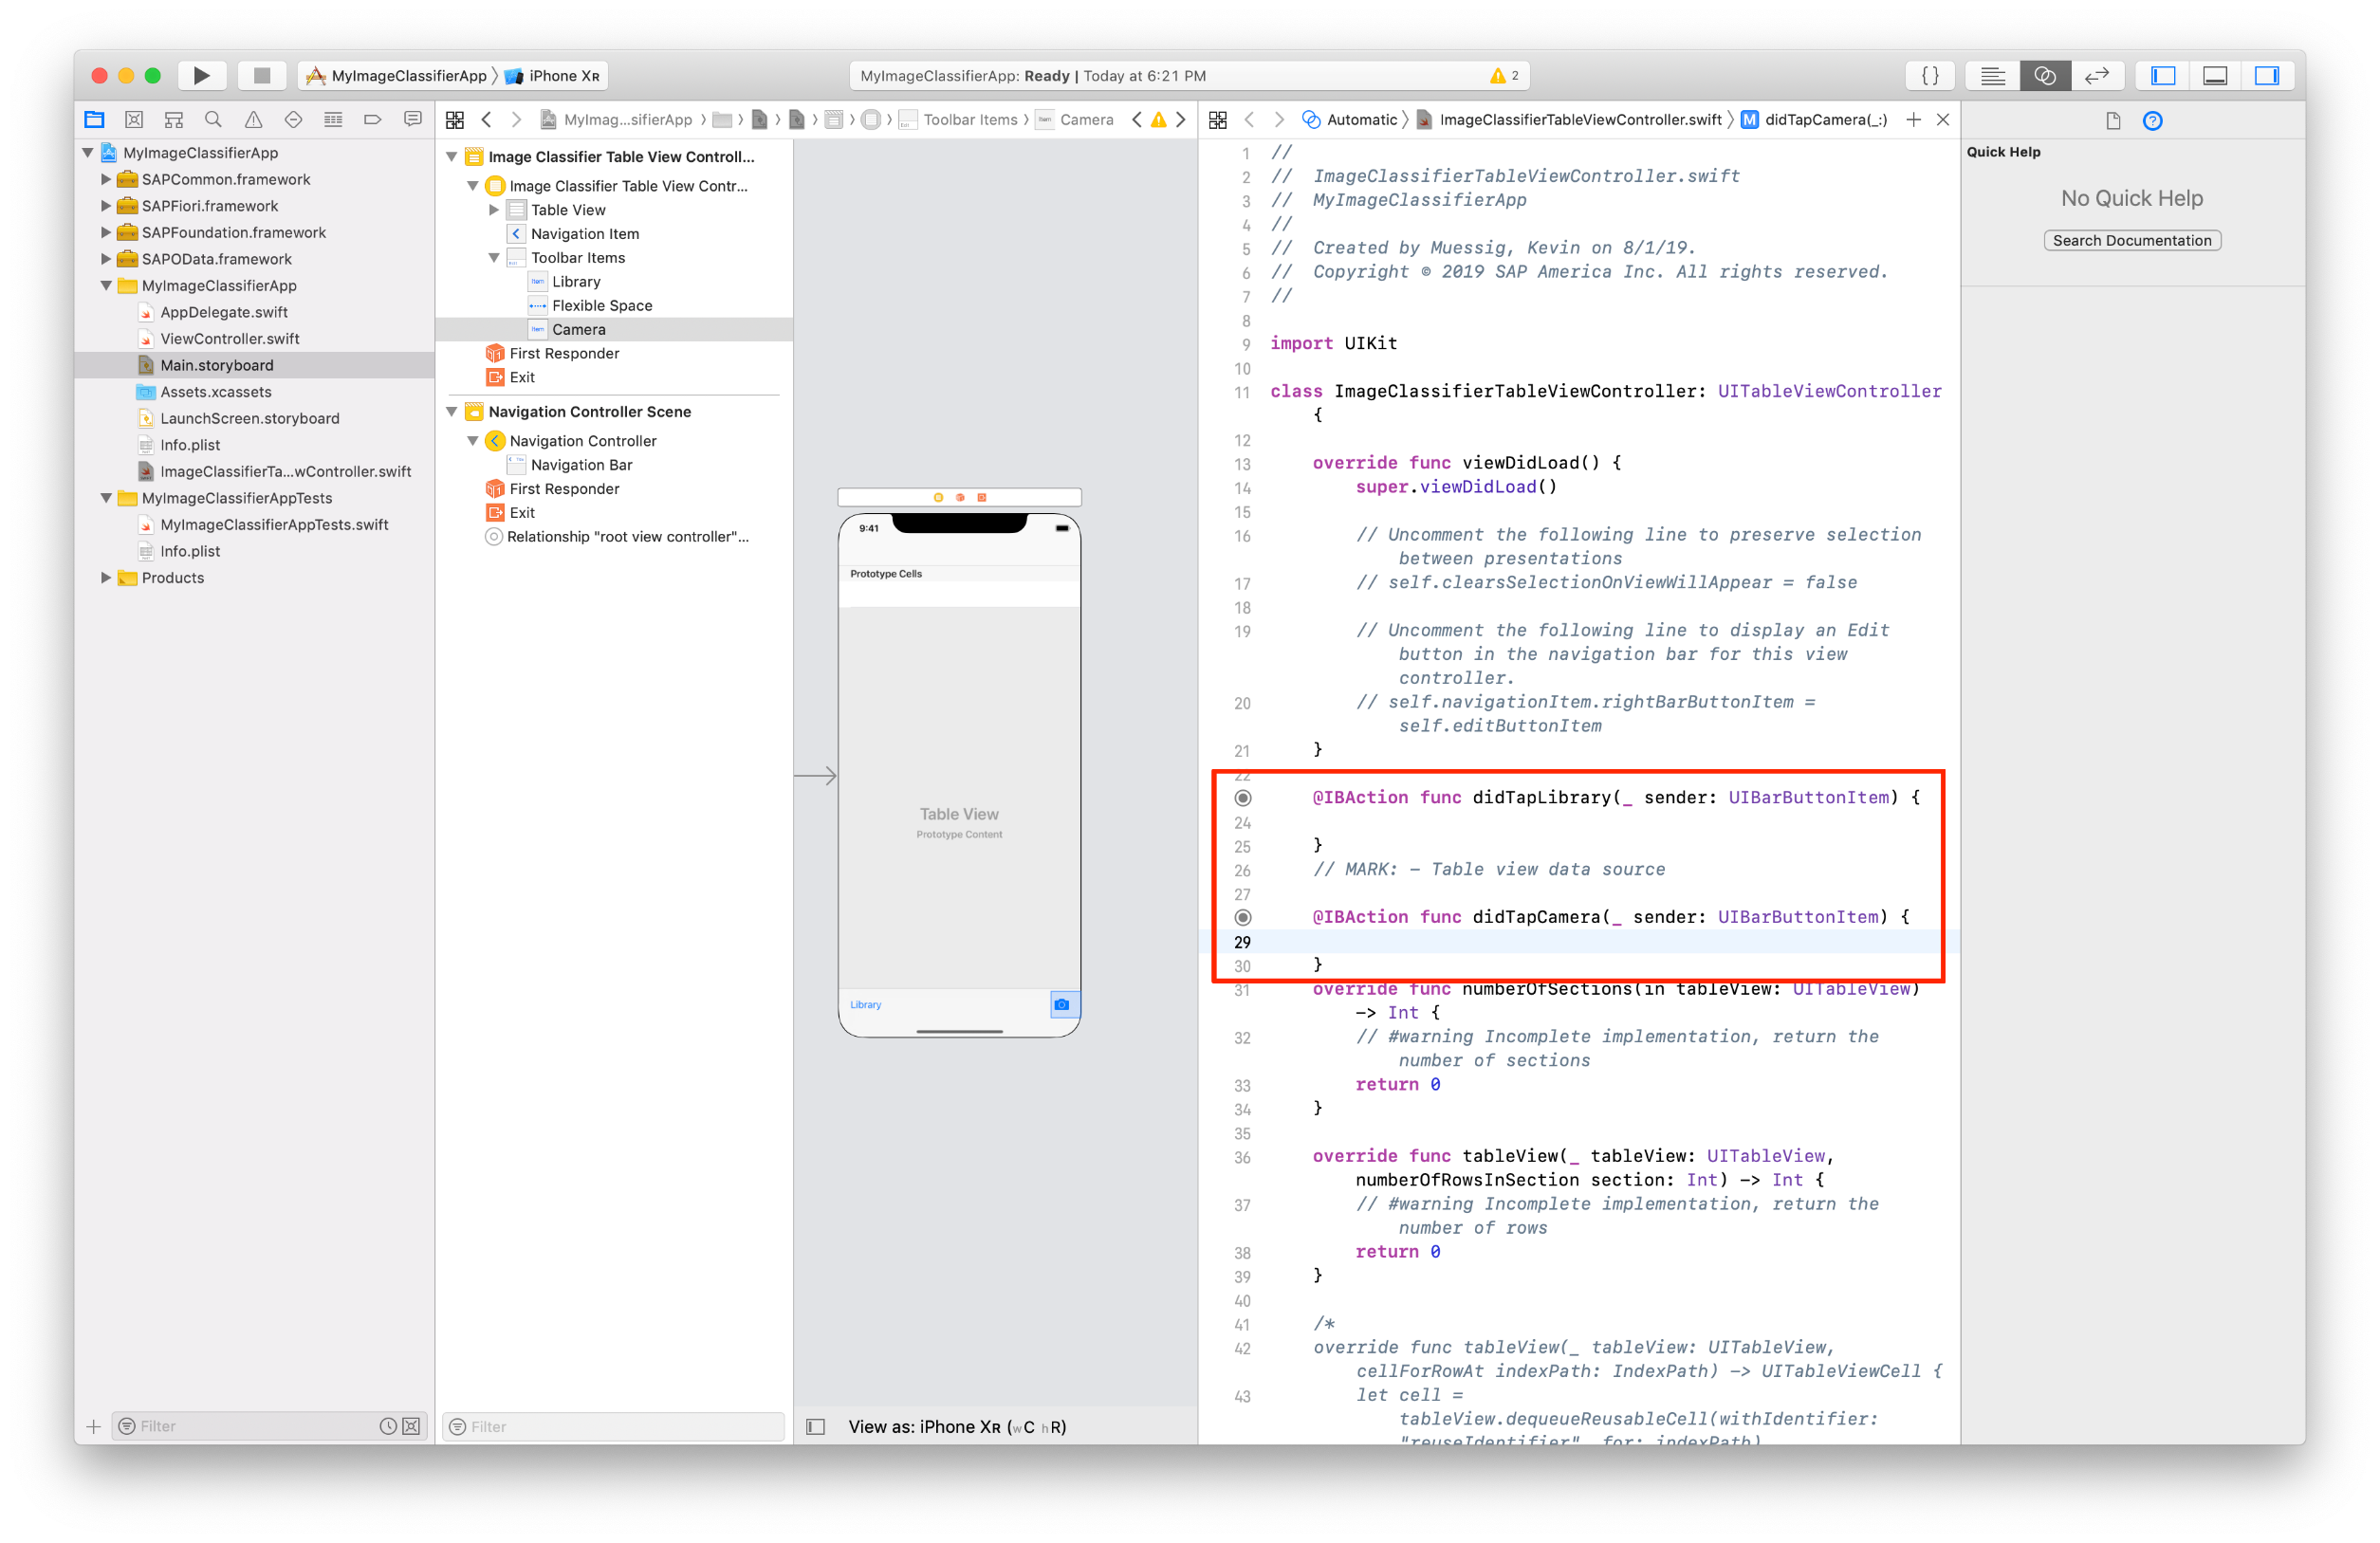 MyImageClassifierApp
iPhone XR
MyImageClassifierApp: Ready | Today at 6:21 PM
2
MyImag...sifierApp
Toolbar Items
Camera
Automatic
ImageClassifierTableViewController.swift
M
didTapCamera(_:)
MyImageClassifierApp
SAPCommon.framework
SAPFiori.framework
SAPFoundation.framework
SAPOData.framework
MyImageClassifierApp
AppDelegate.swift
ViewController.swift
Main.storyboard
Assets.xcassets
LaunchScreen.storyboard
Info.plist
ImageClassifierTa...wController.swift
MyImageClassifierAppTests
MyImageClassifierAppTests.swift
Info.plist
Products
Filter
Image Classifier Table View Controll...
Image Classifier Table View Contr...
Table View
Navigation Item
Toolbar Items
Library
Flexible Space
Camera
First Responder
Exit
Navigation Controller Scene
Navigation Controller
Navigation Bar
First Responder
Exit
Relationship "root view controller"...
Filter
9:41
Prototype Cells
Table View
Prototype Content
Library
View as: iPhone XR (wC hR)
1 //
2 //  ImageClassifierTableViewController.swift
3 //  MyImageClassifierApp
4 //
5 //  Created by Muessig, Kevin on 8/1/19.
6 //  Copyright © 2019 SAP America Inc. All rights reserved.
7 //
8
9 import UIKit
10
11 class ImageClassifierTableViewController: UITableViewController
{
12
13 override func viewDidLoad() {
14 super.viewDidLoad()
15
16 // Uncomment the following line to preserve selection
between presentations
17 // self.clearsSelectionOnViewWillAppear = false
18
19 // Uncomment the following line to display an Edit
button in the navigation bar for this view
controller.
20 // self.navigationItem.rightBarButtonItem =
self.editButtonItem
21 }
22
@IBAction func didTapLibrary(_ sender: UIBarButtonItem) {
24
25 }
26 // MARK: - Table view data source
27
@IBAction func didTapCamera(_ sender: UIBarButtonItem) {
29
30 }
31 override func numberOfSections(in tableView: UITableView)
-> Int {
32 // #warning Incomplete implementation, return the
number of sections
33 return 0
34 }
35
36 override func tableView(_ tableView: UITableView,
numberOfRowsInSection section: Int) -> Int {
37 // #warning Incomplete implementation, return the
number of rows
38 return 0
39 }
40
41 /*
42 override func tableView(_ tableView: UITableView,
cellForRowAt indexPath: IndexPath) -> UITableViewCell {
43 let cell =
tableView.dequeueReusableCell(withIdentifier:
"reuseIdentifier", for: indexPath)
Quick Help
No Quick Help
Search Documentation